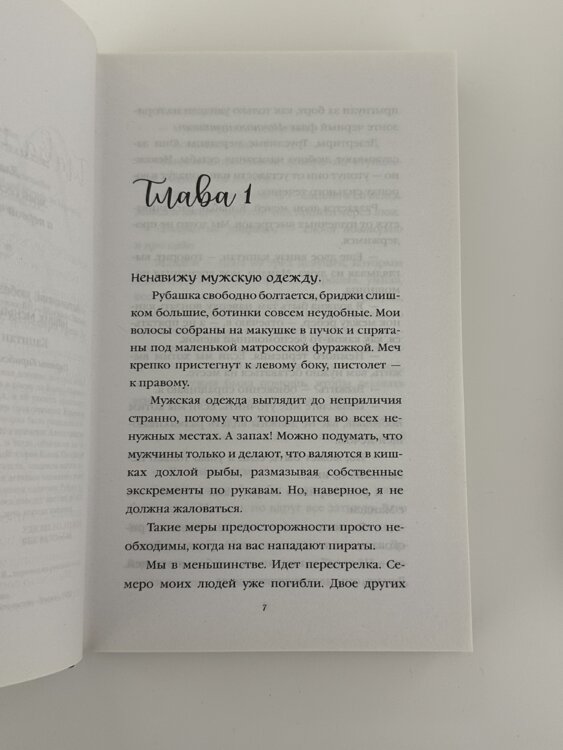 Глава 1
Ненавижу мужскую одежду.
Рубашка свободно болтается, бриджи слиш-
ком большие, ботинки совсем неудобные. Мои
волосы собраны на макушке в пучок и спрята-
ны под маленькой матросской фуражкой. Меч
крепко пристегнут к левому боку, пистолет —
к правому.
Мужская одежда выглядит до неприличия
странно, потому что топорщится во всех не-
нужных местах. А запах! Можно подумать, что
мужчины только и делают, что валяются в киш-
ках дохлой рыбы, размазывая собственные
экскременты по рукавам. Но, наверное, я не
должна жаловаться.
Такие меры предосторожности просто не-
обходимы, когда на вас нападают пираты.
Мы в меньшинстве. Идет перестрелка. Се-
меро моих людей уже погибли. Двое других
7